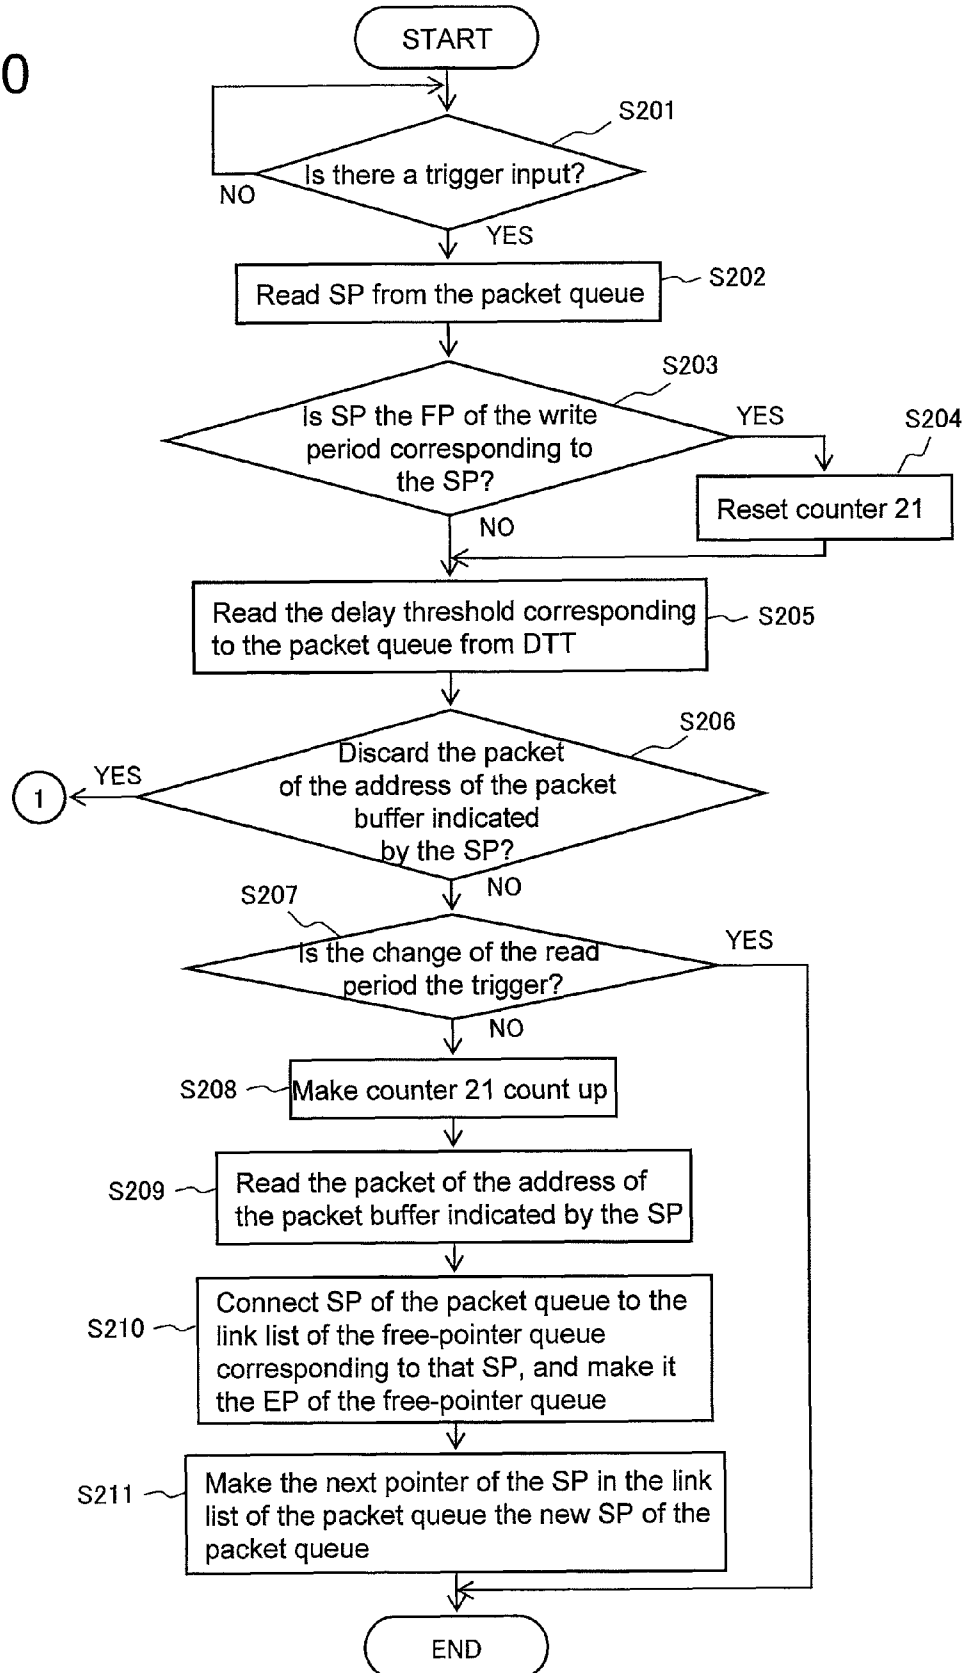 START
0
S201
Is there a trigger input?
NO
YES
S202
Read SP from the packet queue
S203
Is SP the FP of the write
period corresponding to
the SP?
YES
S204
Reset counter 21
NO
Read the delay threshold corresponding
to the packet queue from DTT
S205
S206
Discard the packet
of the address of the packet
buffer indicated
by the SP?
YES
1
NO
S207
Is the change of the read
period the trigger?
YES
NO
S208
Make counter 21 count up
S209
Read the packet of the address of
the packet buffer indicated by the SP
S210
Connect SP of the packet queue to the
link list of the free-pointer queue
corresponding to that SP, and make it
the EP of the free-pointer queue
S211
Make the next pointer of the SP in the link
list of the packet queue the new SP of the
packet queue
END